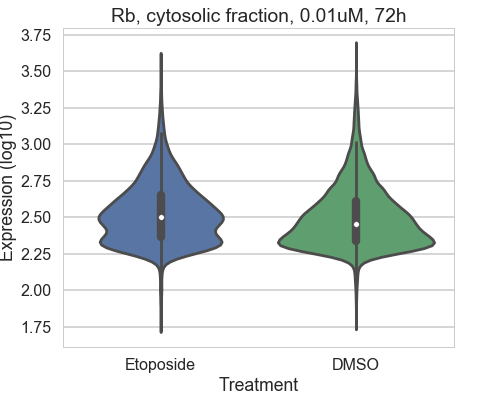 Rb, cytosolic fraction, 0.01uM, 72h
3.75
3.50
3.25
3.00
2.75
2.50
2.25
2.00
1.75
Expression (log10)
Etoposide DMSO
Treatment